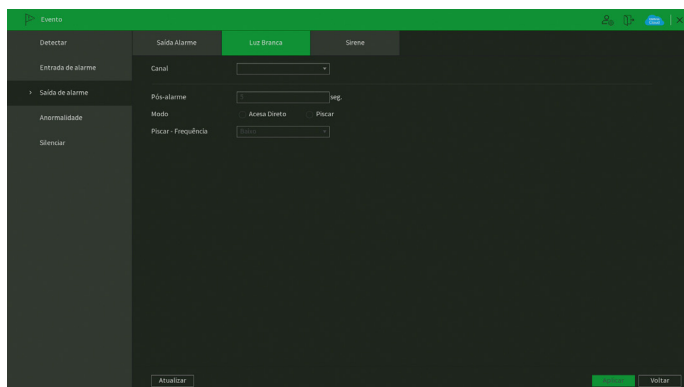 Evento
Detectar
Saída Alarme
Luz Branca
Sirene
Entrada de alarme
Canal
Saída de alarme
Pós-alarme
seg.
Anormalidade
Modo
Acesa Direto
Piscar
Piscar - Frequência
Baixo
Silenciar
Atualizar
Aplicar
Voltar